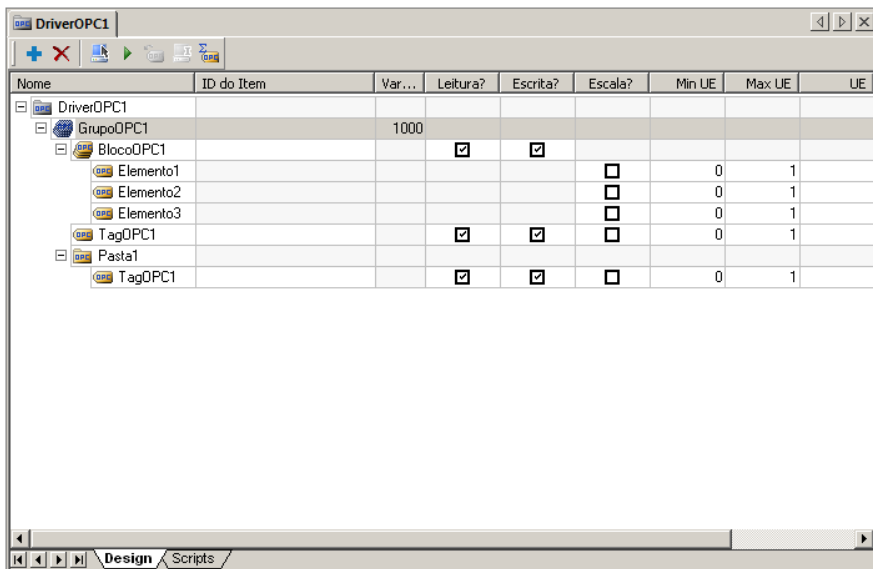 DriverOPC1
Nome ID do Item Var... Leitura? Escrita? Escala? Min UE Max UE UE
DriverOPC1
GrupoOPC1 1000
BlocoOPC1
Elemento1 0 1
Elemento2 0 1
Elemento3 0 1
TagOPC1 0 1
Pasta1
TagOPC1 0 1
Design Scripts